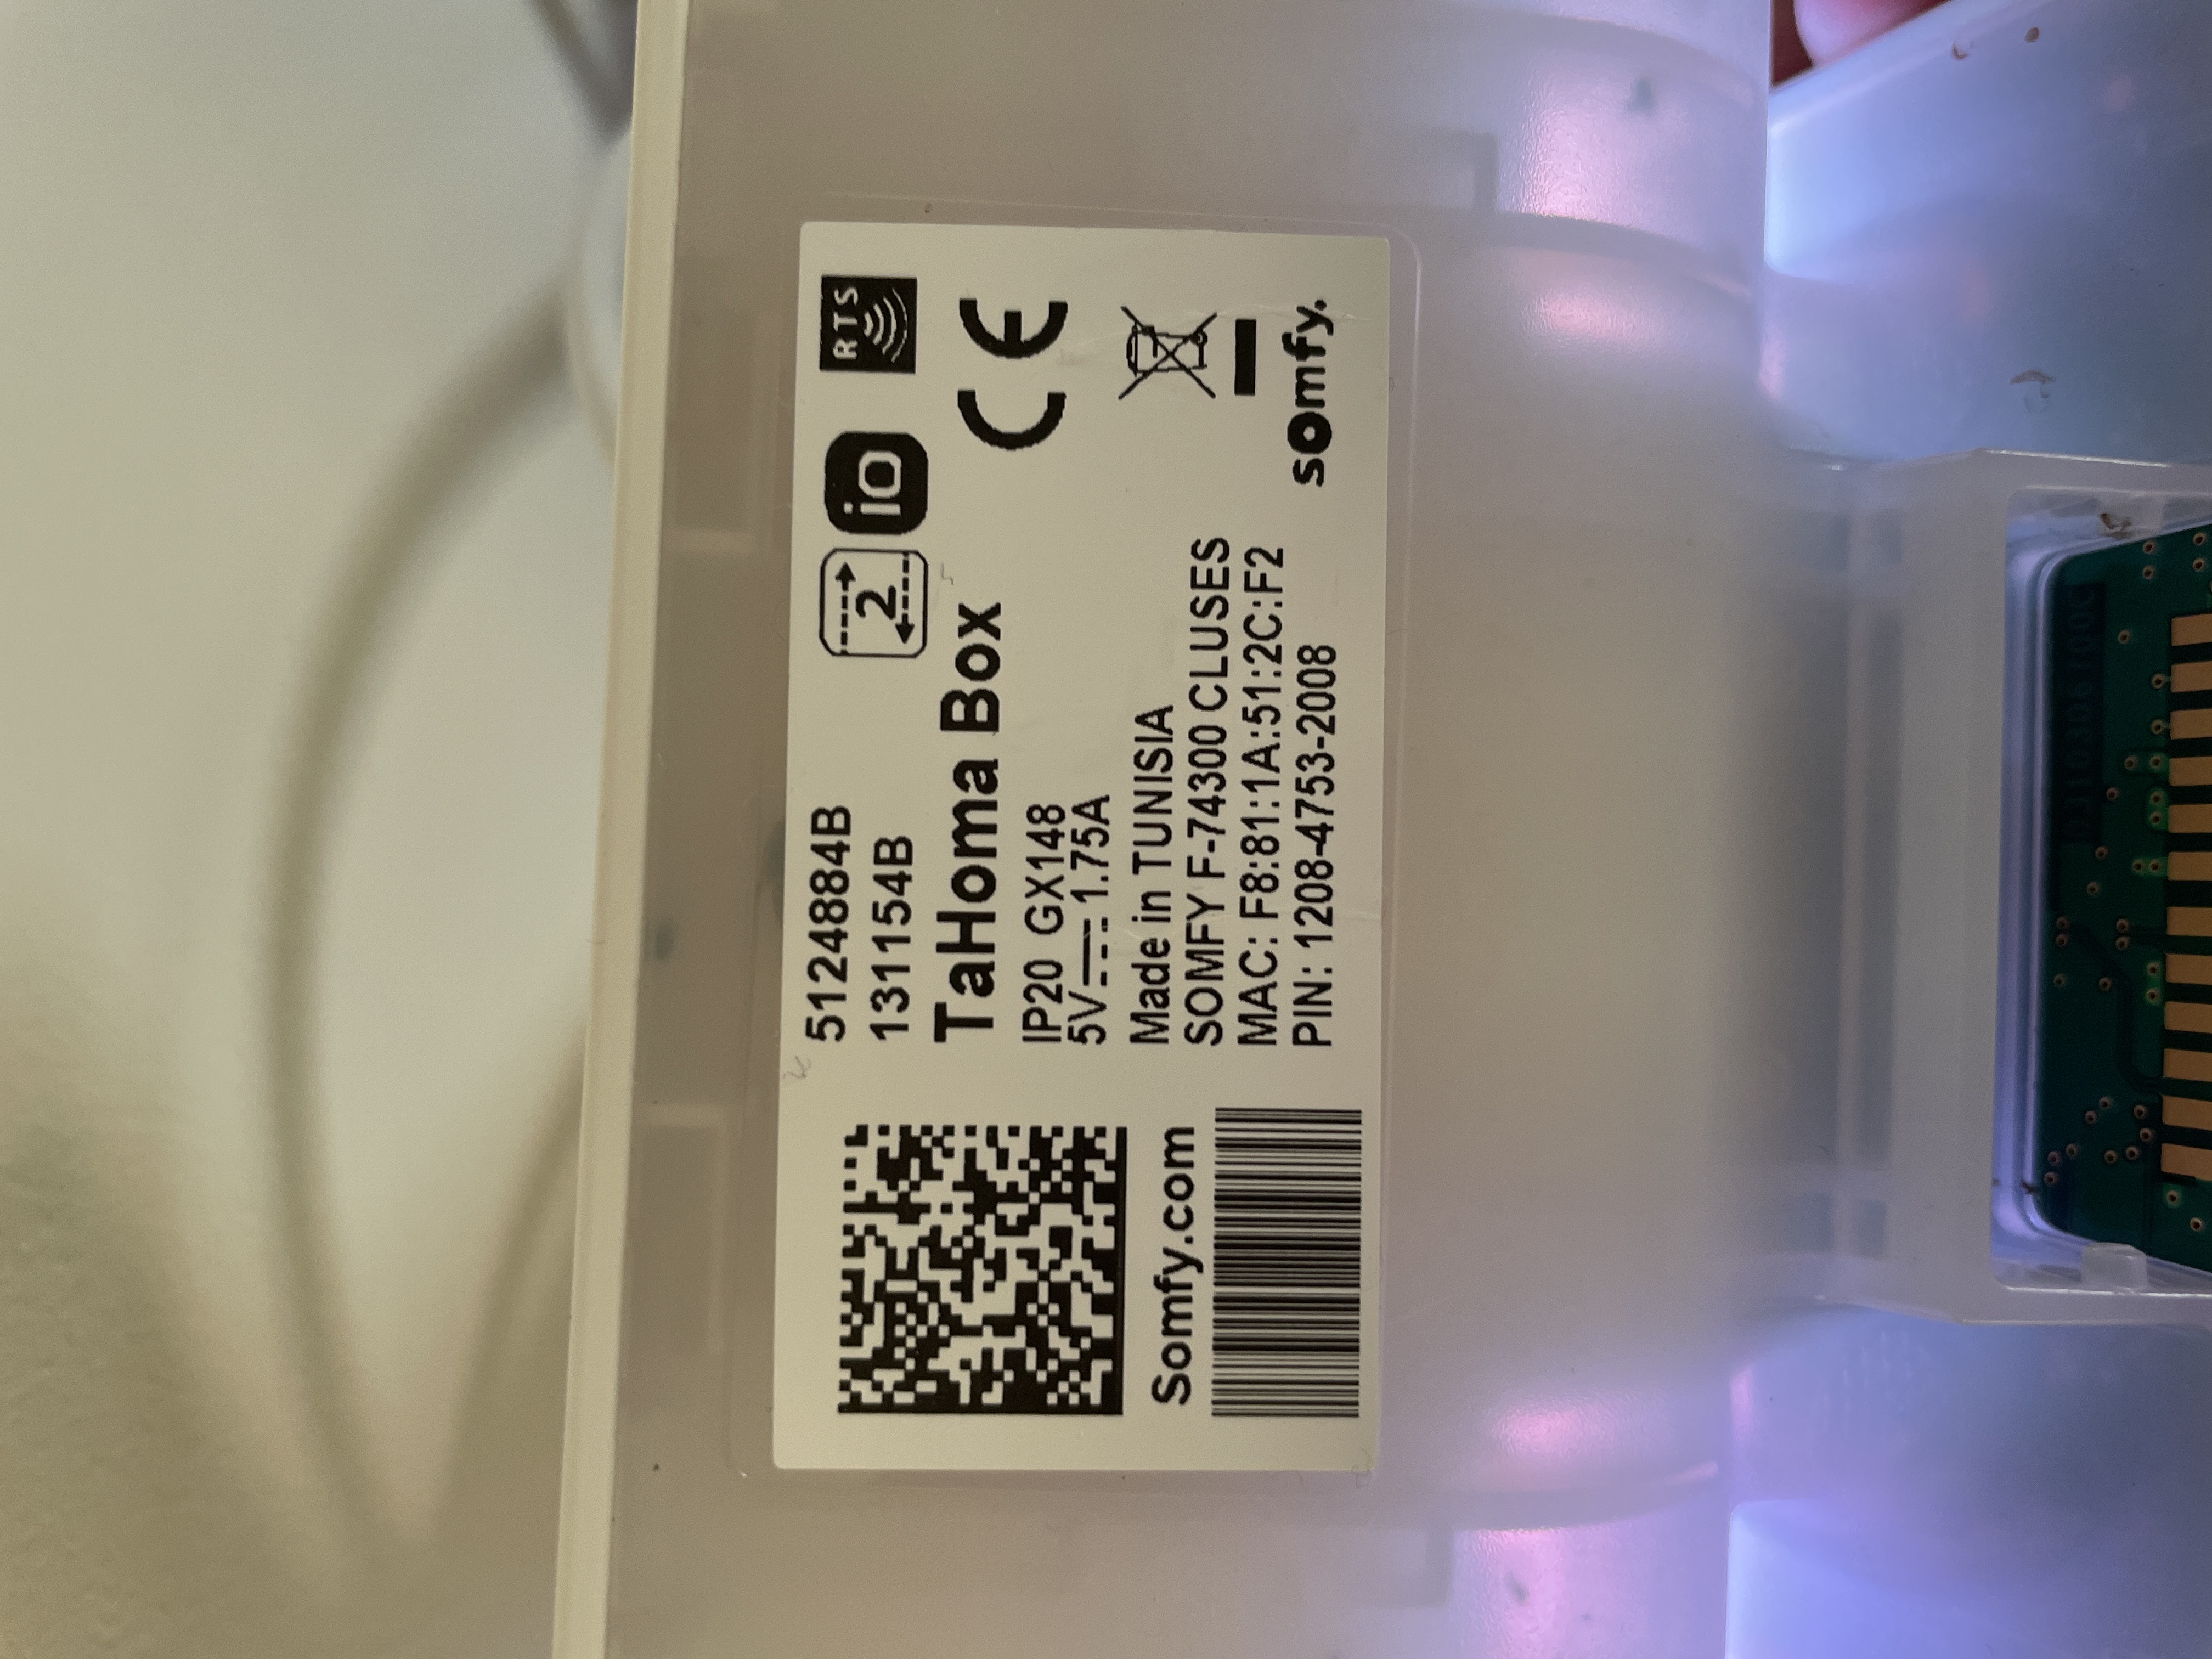 5124884B
131154B
2
io
RTS
TaHoma Box
IP20 GX148
5V 1.75A
Made in TUNISIA
SOMFY F-74300 CLUSES
MAC: F8:81:1A:51:2C:F2
PIN: 1208-4753-2008
CE
somfy.
Somfy.com